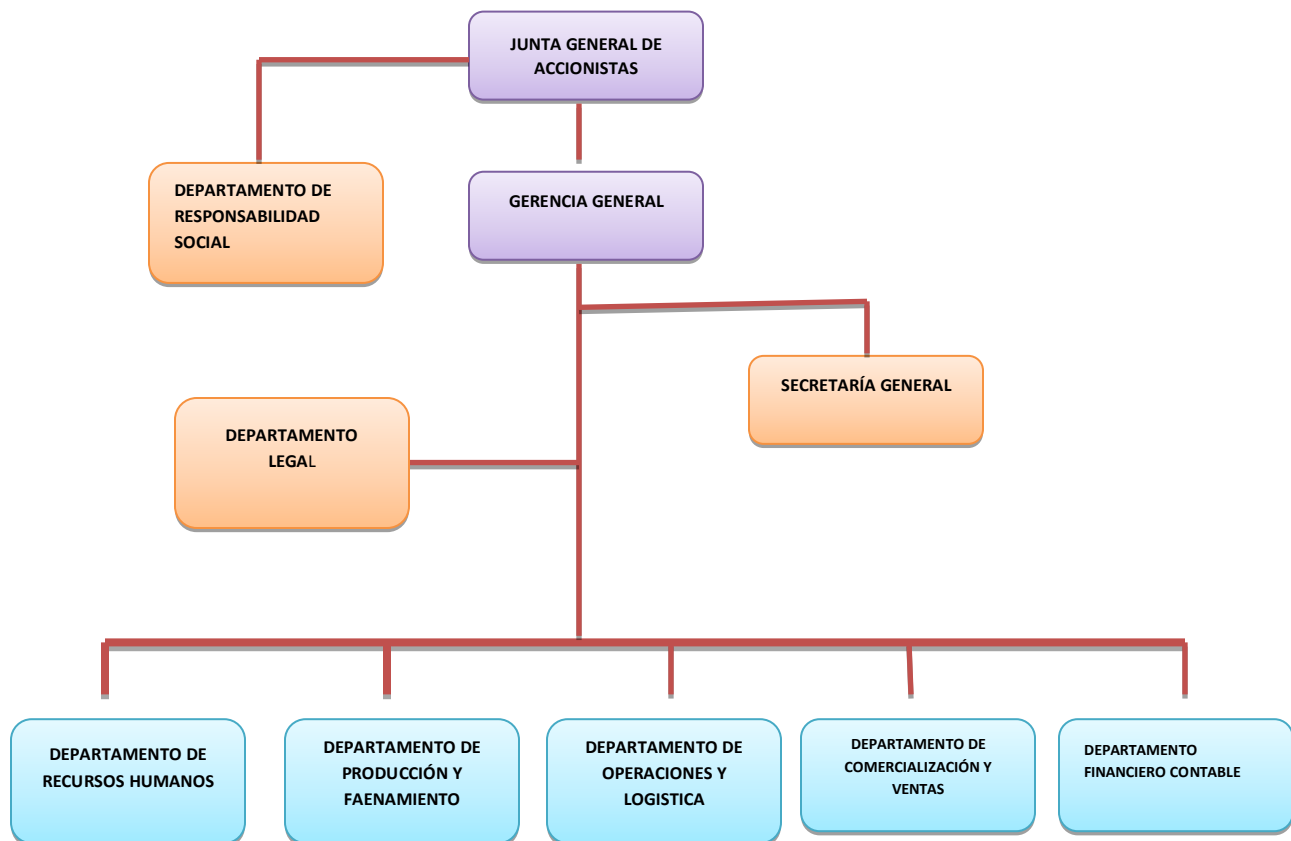 JUNTA GENERAL DE
ACCIONISTAS
DEPARTAMENTO DE
RESPONSABILIDAD
SOCIAL
GERENCIA GENERAL
SECRETARÍA GENERAL
DEPARTAMENTO
LEGAL
DEPARTAMENTO DE
RECURSOS HUMANOS
DEPARTAMENTO DE
PRODUCCIÓN Y
FAENAMIENTO
DEPARTAMENTO DE
OPERACIONES Y
LOGISTICA
DEPARTAMENTO DE
COMERCIALIZACIÓN Y
VENTAS
DEPARTAMENTO
FINANCIERO CONTABLE